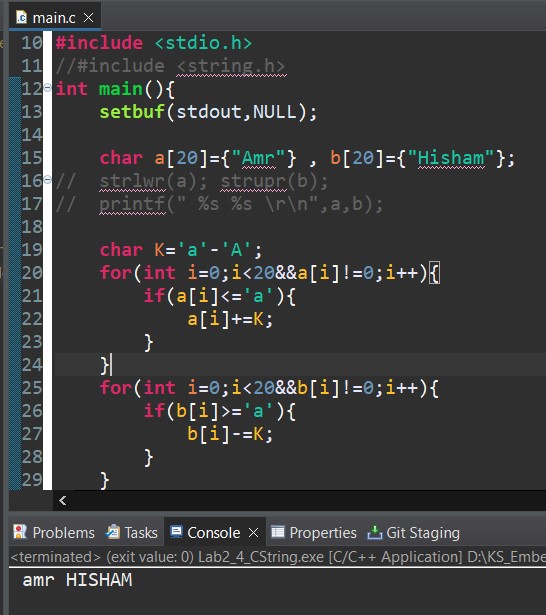 main.c
10 #include <stdio.h>
11 //#include <string.h>
12 int main(){
13     setbuf(stdout,NULL);
14
15     char a[20]={"Amr"} , b[20]={"Hisham"};
16 //  strlwr(a); strupr(b);
17 //  printf(" %s %s \r\n",a,b);
18
19     char K='a'-'A';
20     for(int i=0;i<20&&a[i]!=0;i++){
21         if(a[i]<='a'){
22             a[i]+=K;
23         }
24     }
25     for(int i=0;i<20&&b[i]!=0;i++){
26         if(b[i]>='a'){
27             b[i]-=K;
28         }
29     }
Problems Tasks Console Properties Git Staging
<terminated> (exit value: 0) Lab2_4_CString.exe [C/C++ Application] D:\KS_Embe
amr HISHAM